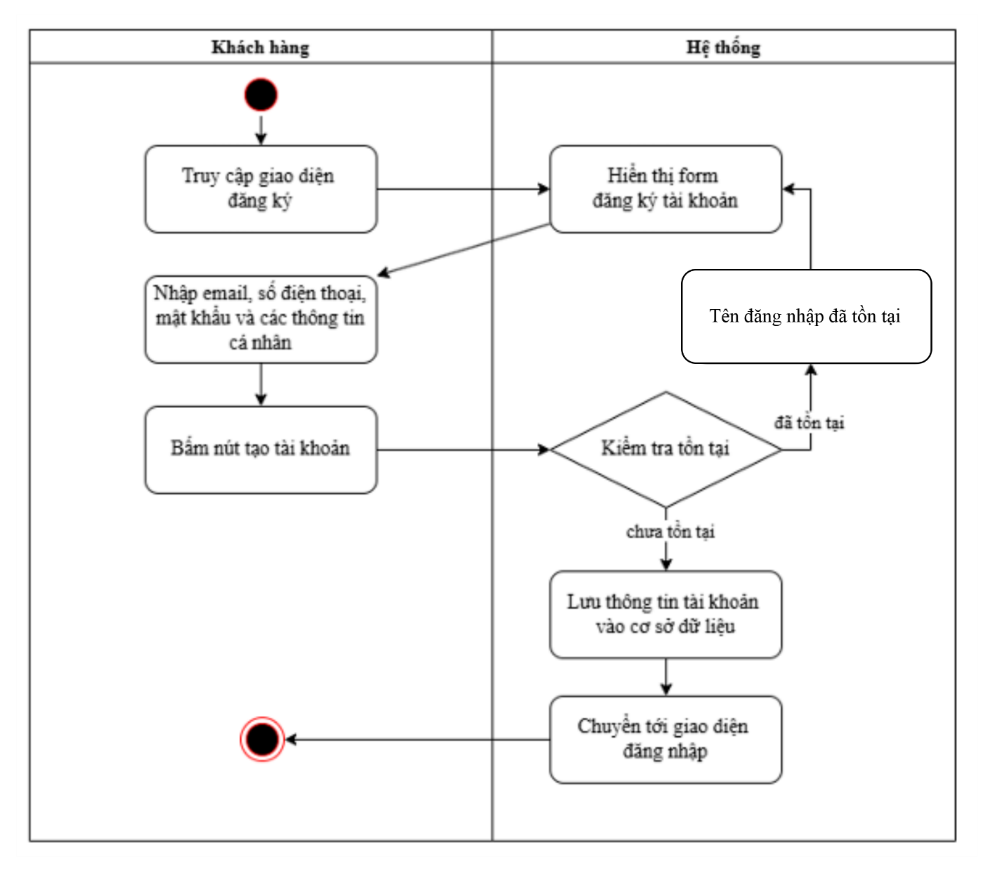 Khách hàng
Hệ thống
Truy cập giao diện
đăng ký
Hiển thị form
đăng ký tài khoản
Nhập email, số điện thoại,
mật khẩu và các thông tin
cá nhân
Tên đăng nhập đã tồn tại
đã tồn tại
Bấm nút tạo tài khoản
Kiểm tra tồn tại
chưa tồn tại
Lưu thông tin tài khoản
vào cơ sở dữ liệu
Chuyển tới giao diện
đăng nhập